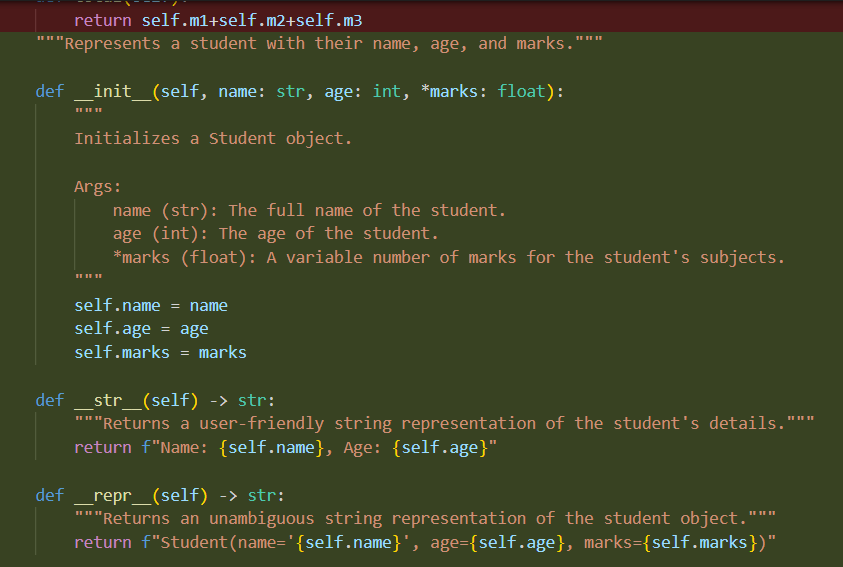 return self.m1+self.m2+self.m3
"""Represents a student with their name, age, and marks."""
def __init__(self, name: str, age: int, *marks: float):
"""
Initializes a Student object.
Args:
name (str): The full name of the student.
age (int): The age of the student.
*marks (float): A variable number of marks for the student's subjects.
"""
self.name = name
self.age = age
self.marks = marks
def __str__(self) -> str:
"""Returns a user-friendly string representation of the student's details."""
return f"Name: {self.name}, Age: {self.age}"
def __repr__(self) -> str:
"""Returns an unambiguous string representation of the student object."""
return f"Student(name='{self.name}', age={self.age}, marks={self.marks})"